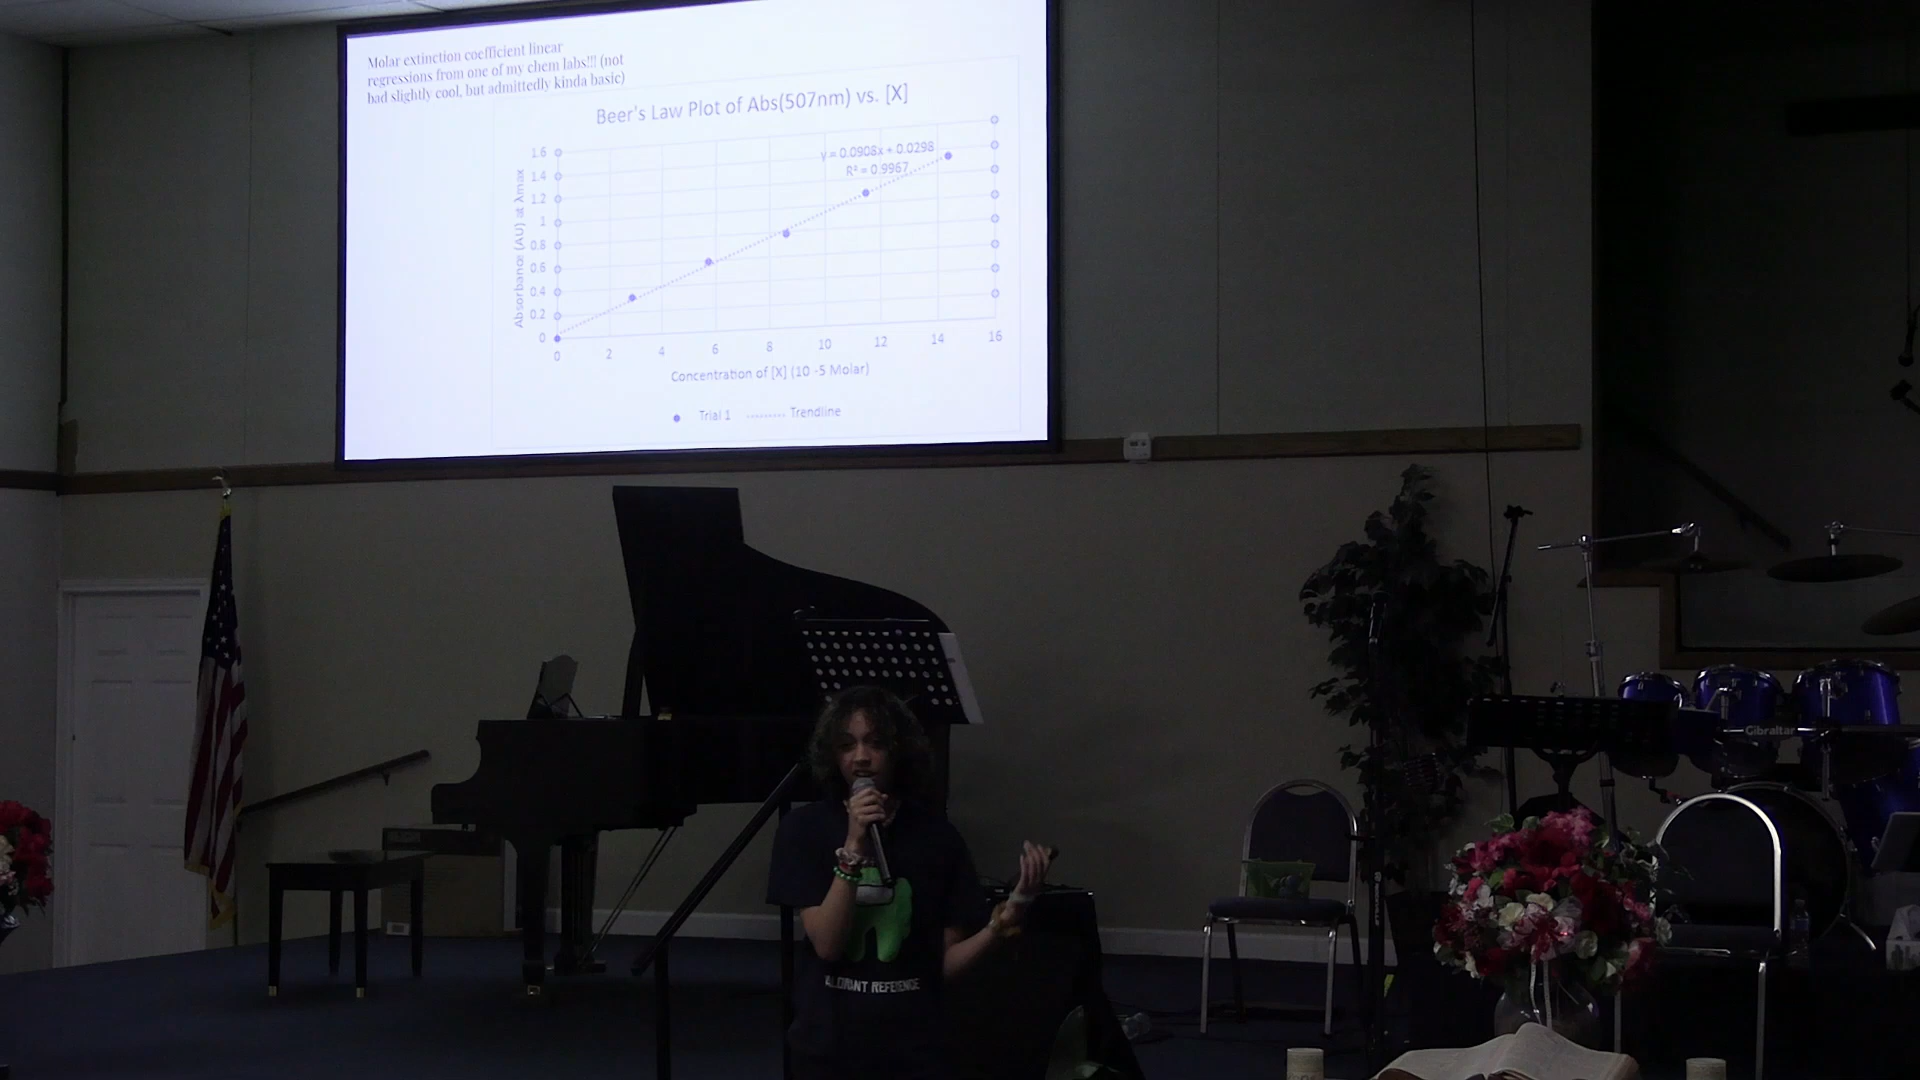 Molar extinction coefficient linear
regressions from one of my chem labs!!! (not
bad slightly cool, but admittedly kinda basic)
Beer's Law Plot of Abs(507nm) vs. [X]
y = 0.0908x + 0.0298
R² = 0.9967
Absorbance (AU) at λmax
1.6
1.4
1.2
1
0.8
0.6
0.4
0.2
0
0 2 4 6 8 10 12 14 16
Concentration of [X] (10 -5 Molar)
Trial 1 Trendline
Gibraltar
REFERENCE